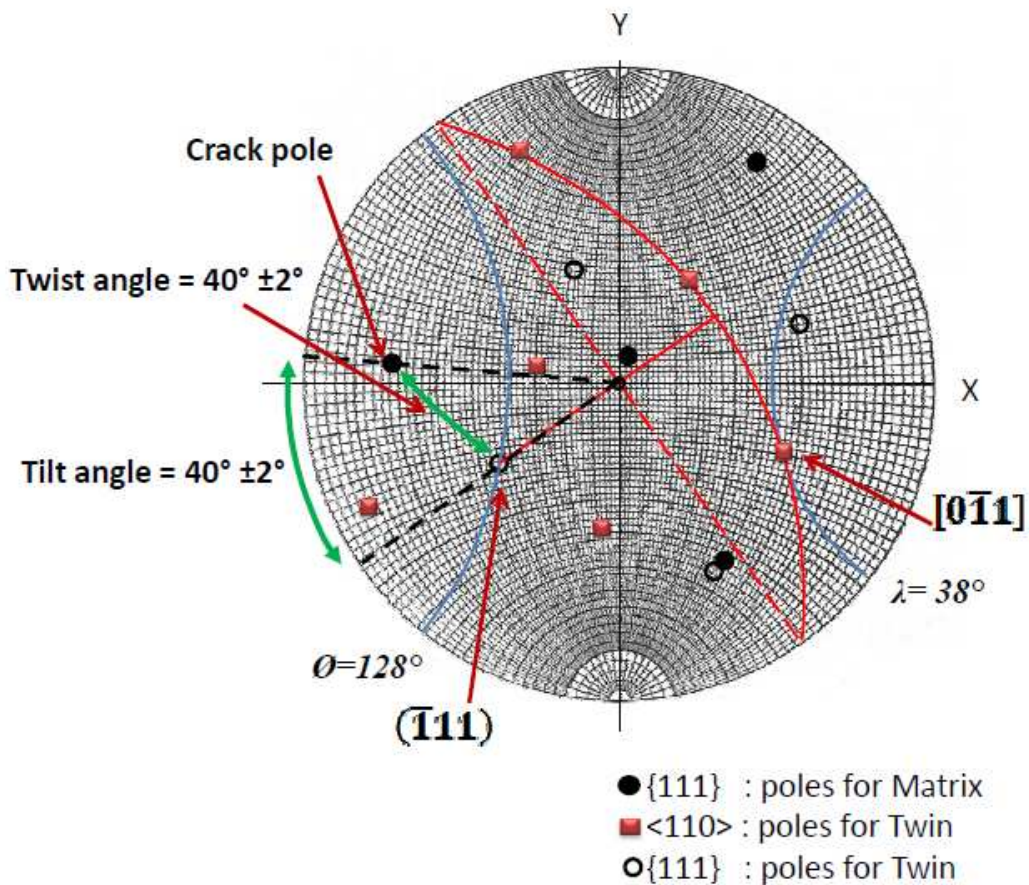 Y
Crack pole
Twist angle = 40° ±2°
X
Tilt angle = 40° ±2°
[01̅1]
λ= 38°
Ø=128°
(1̅11)
{111} : poles for Matrix
<110> : poles for Twin
{111} : poles for Twin